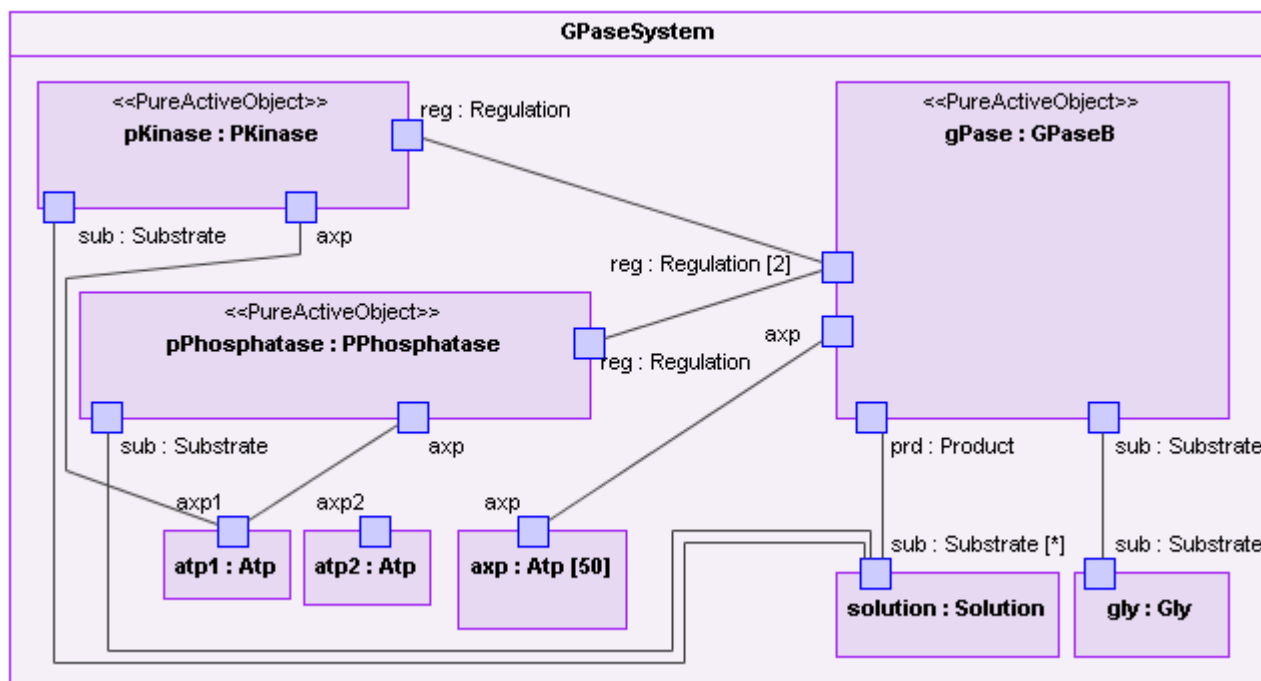 GPaseSystem
<<PureActiveObject>>
pKinase : PKinase
reg : Regulation
<<PureActiveObject>>
gPase : GPaseB
sub : Substrate
axp
reg : Regulation [2]
<<PureActiveObject>>
pPhosphatase : PPhosphatase
axp
reg : Regulation
sub : Substrate
axp
prd : Product
sub : Substrate
axp1
axp2
axp
atp1 : Atp
atp2 : Atp
axp : Atp [50]
sub : Substrate [*]
sub : Substrate
solution : Solution
gly : Gly